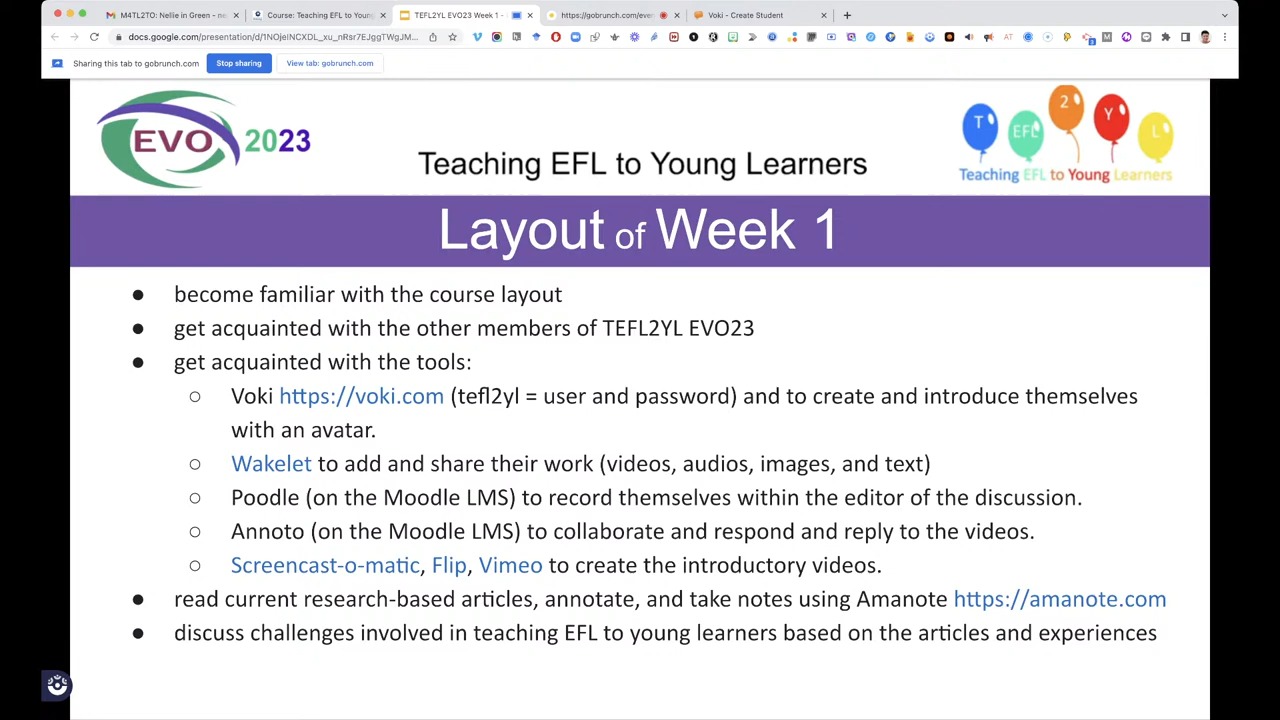 M4TL2TO: Nellie in Green - ne
Course: Teaching EFL to Young
TEFL2YL EVO23 Week 1 -
https://gobrunch.com/even
Voki - Create Student
docs.google.com/presentation/d/1NOjeINCXDL_xu_nRsr7EJggTWgJM...
Sharing this tab to gobrunch.com
Stop sharing
View tab: gobrunch.com
EVO 2023
Teaching EFL to Young Learners
T EFL 2 Y L
Teaching EFL to Young Learners
Layout of Week 1
● become familiar with the course layout
● get acquainted with the other members of TEFL2YL EVO23
● get acquainted with the tools:
○ Voki https://voki.com (tefl2yl = user and password) and to create and introduce themselves
with an avatar.
○ Wakelet to add and share their work (videos, audios, images, and text)
○ Poodle (on the Moodle LMS) to record themselves within the editor of the discussion.
○ Annoto (on the Moodle LMS) to collaborate and respond and reply to the videos.
○ Screencast-o-matic, Flip, Vimeo to create the introductory videos.
● read current research-based articles, annotate, and take notes using Amanote https://amanote.com
● discuss challenges involved in teaching EFL to young learners based on the articles and experiences